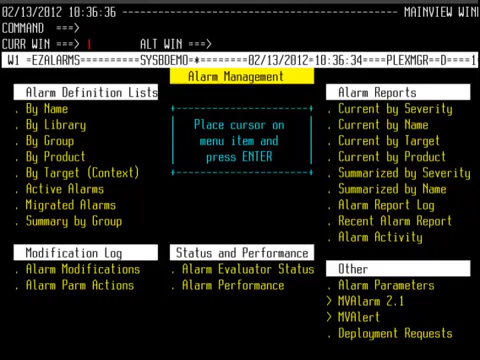 02/13/2012 10:36:36 ---------------------------------------- MAINVIEW WIN
COMMAND ===>
CURR WIN ===> 1 ALT WIN ===>
W1 =EZALARMS==========SYSBDEMO=*======02/13/2012=10:36:34====PLEXMGR==D====1
Alarm Management
Alarm Definition Lists
. By Name
. By Library
. By Group
. By Product
. By Target (Context)
. Active Alarms
. Migrated Alarms
. Summary by Group
Place cursor on
menu item and
press ENTER
Alarm Reports
. Current by Severity
. Current by Name
. Current by Target
. Current by Product
. Summarized by Severity
. Summarized by Name
. Alarm Report Log
. Recent Alarm Report
. Alarm Activity
Modification Log
. Alarm Modifications
. Alarm Parm Actions
Status and Performance
. Alarm Evaluator Status
. Alarm Performance
Other
. Alarm Parameters
> MVAlarm 2.1
> MVAlert
. Deployment Requests